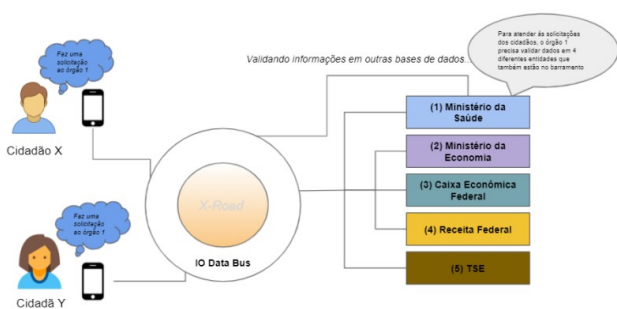 Faz uma
solicitação
ao órgão 1
Cidadão X
Faz uma
solicitação
ao órgão 1
Cidadã Y
X-Road
IO Data Bus
Validando informações em outras bases de dados...
Para atender ás solicitações
dos cidadãos, o órgão 1
precisa validar dados em 4
diferentes entidades que
também estão no barramento
(1) Ministério da
Saúde
(2) Ministério da
Economia
(3) Caixa Econômica
Federal
(4) Receita Federal
(5) TSE